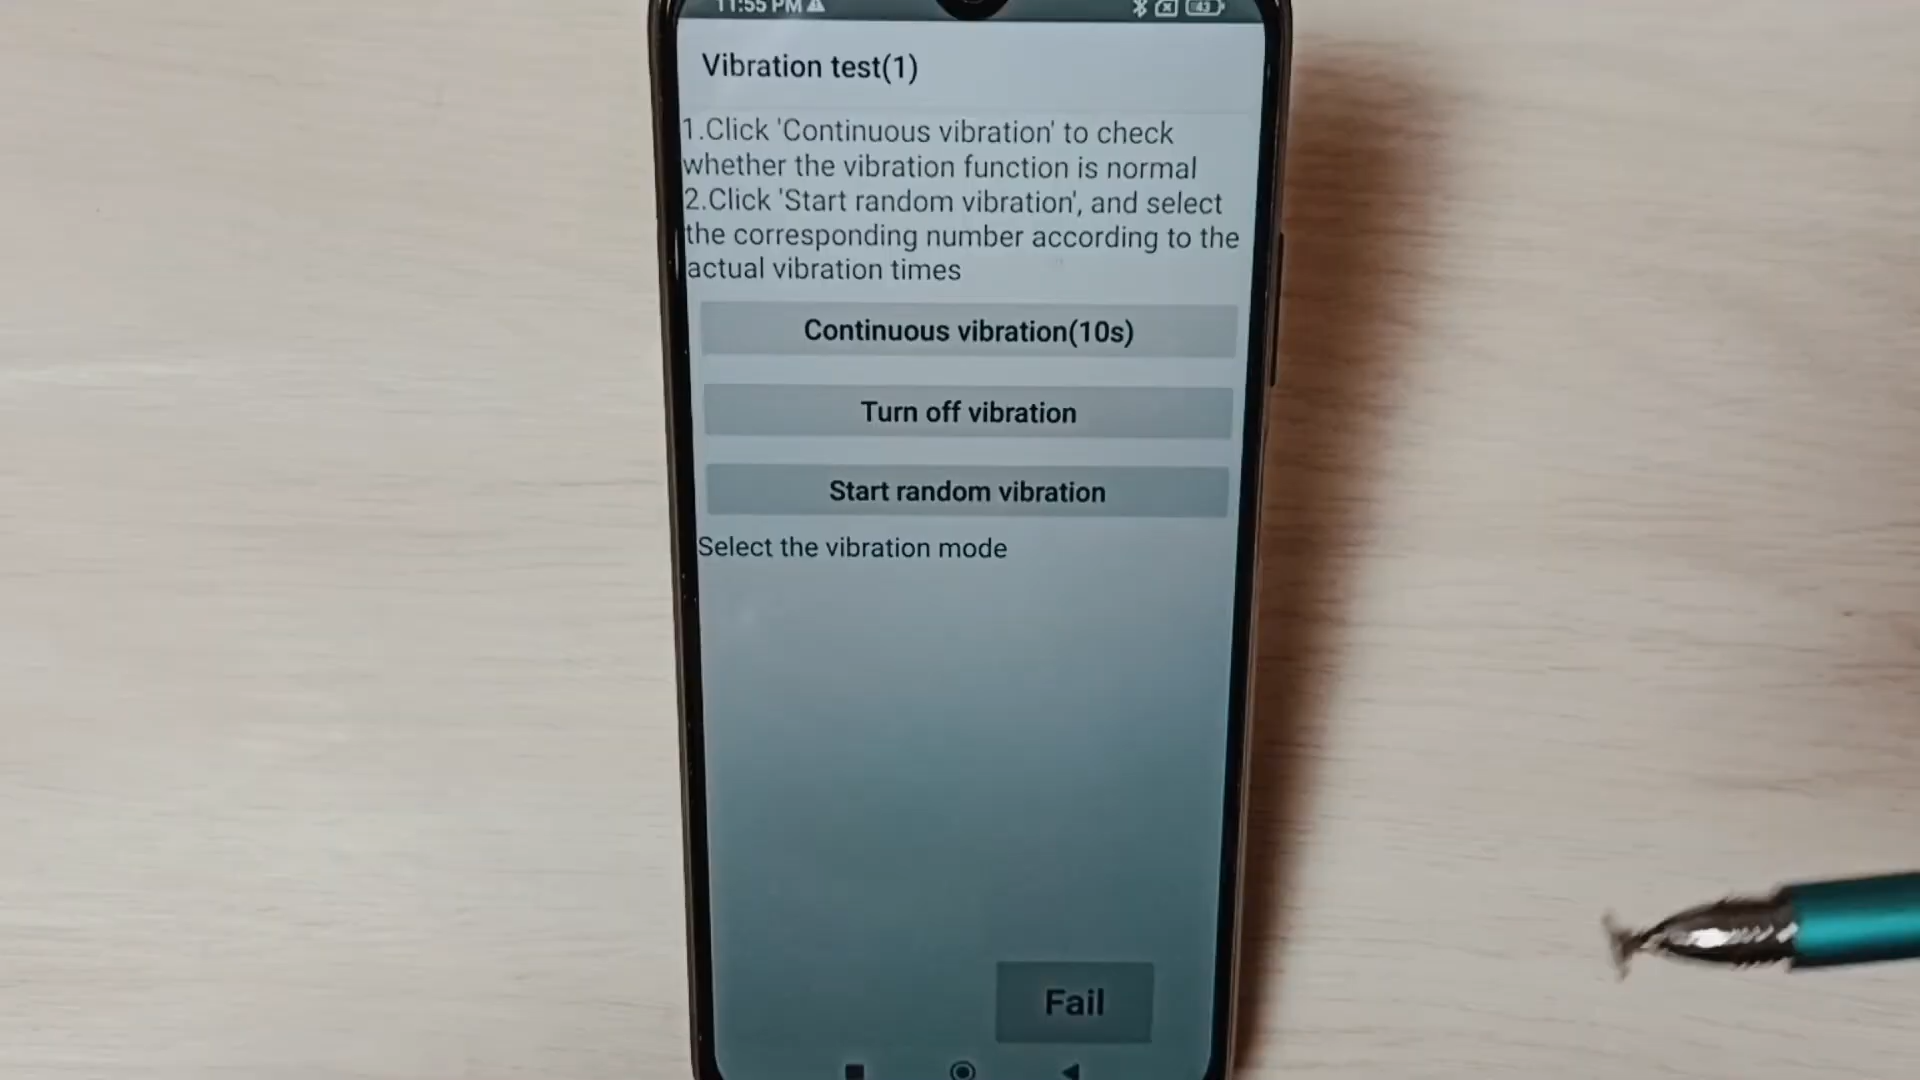 11:55 PM
43
Vibration test(1)
1.Click 'Continuous vibration' to check
whether the vibration function is normal
2.Click 'Start random vibration', and select
the corresponding number according to the
actual vibration times
Continuous vibration(10s)
Turn off vibration
Start random vibration
Select the vibration mode
Fail